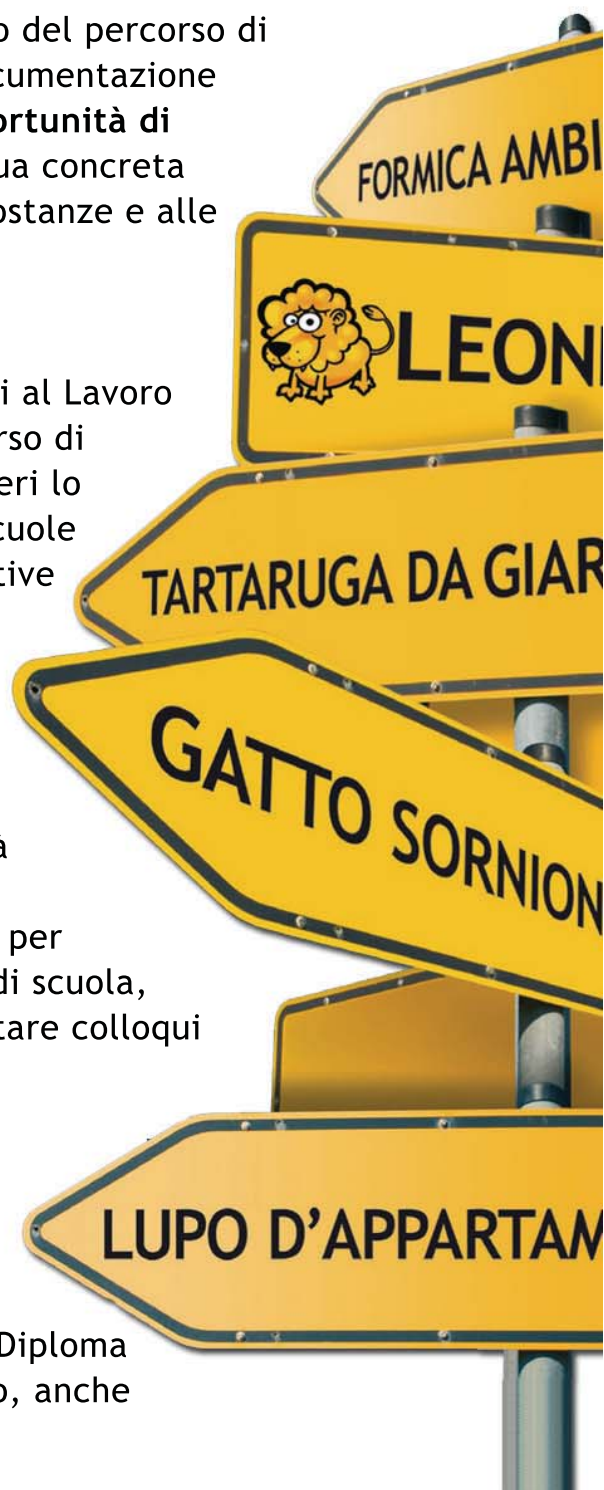 o del percorso di
cumentazione
ortunità di
ua concreta
ostanze e alle
FORMICA AMBI
LEON
i al Lavoro
rso di
eri lo
cuole
tive
TARTARUGA DA GIAR
GATTO SORNION
à
per
di scuola,
tare colloqui
LUPO D’APPARTAM
Diploma
o, anche